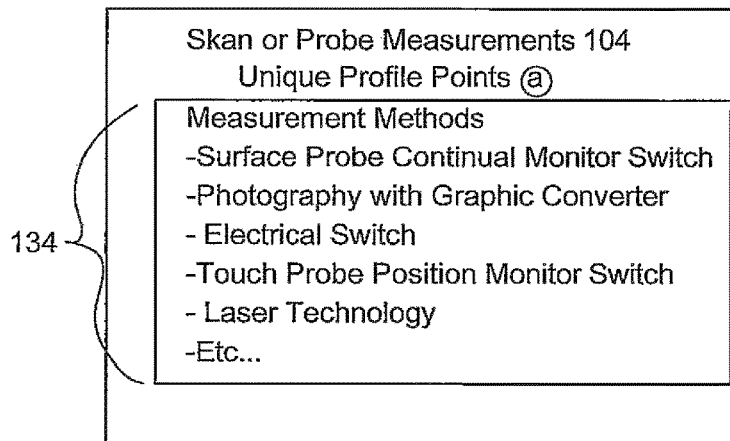 Skan or Probe Measurements 104
Unique Profile Points ⓐ
Measurement Methods
-Surface Probe Continual Monitor Switch
-Photography with Graphic Converter
- Electrical Switch
-Touch Probe Position Monitor Switch
- Laser Technology
-Etc...
134